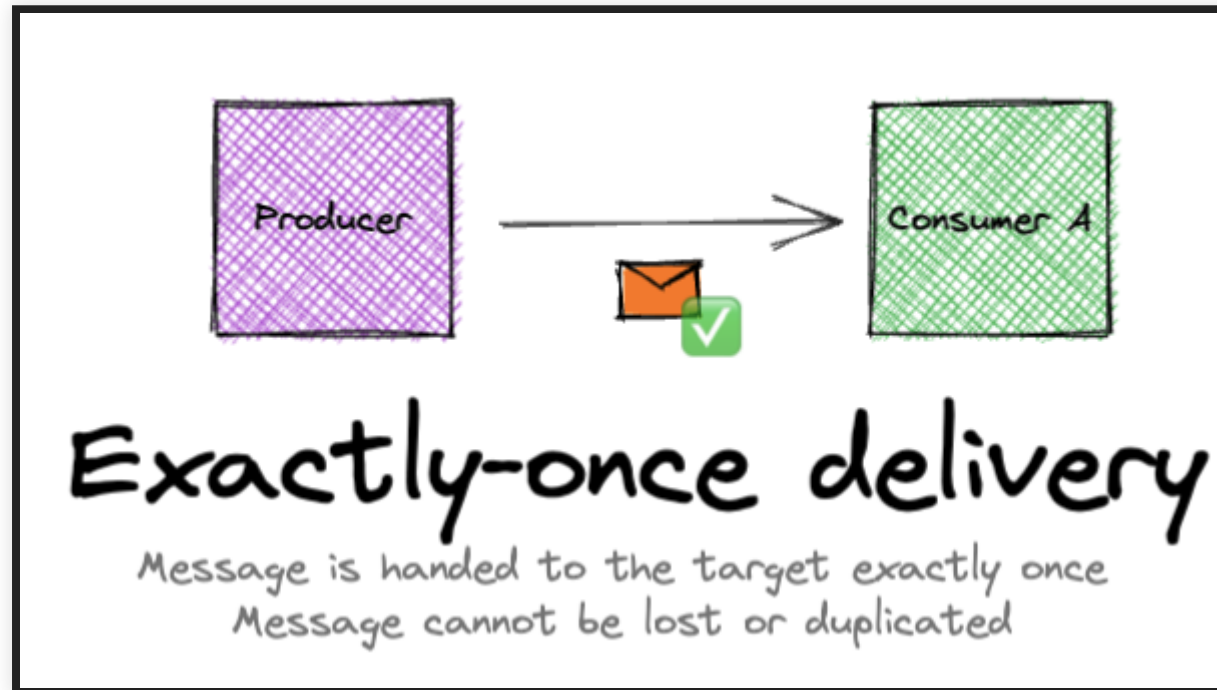 Producer
Consumer A
Exactly-once delivery
Message is handed to the target exactly once
Message cannot be lost or duplicated